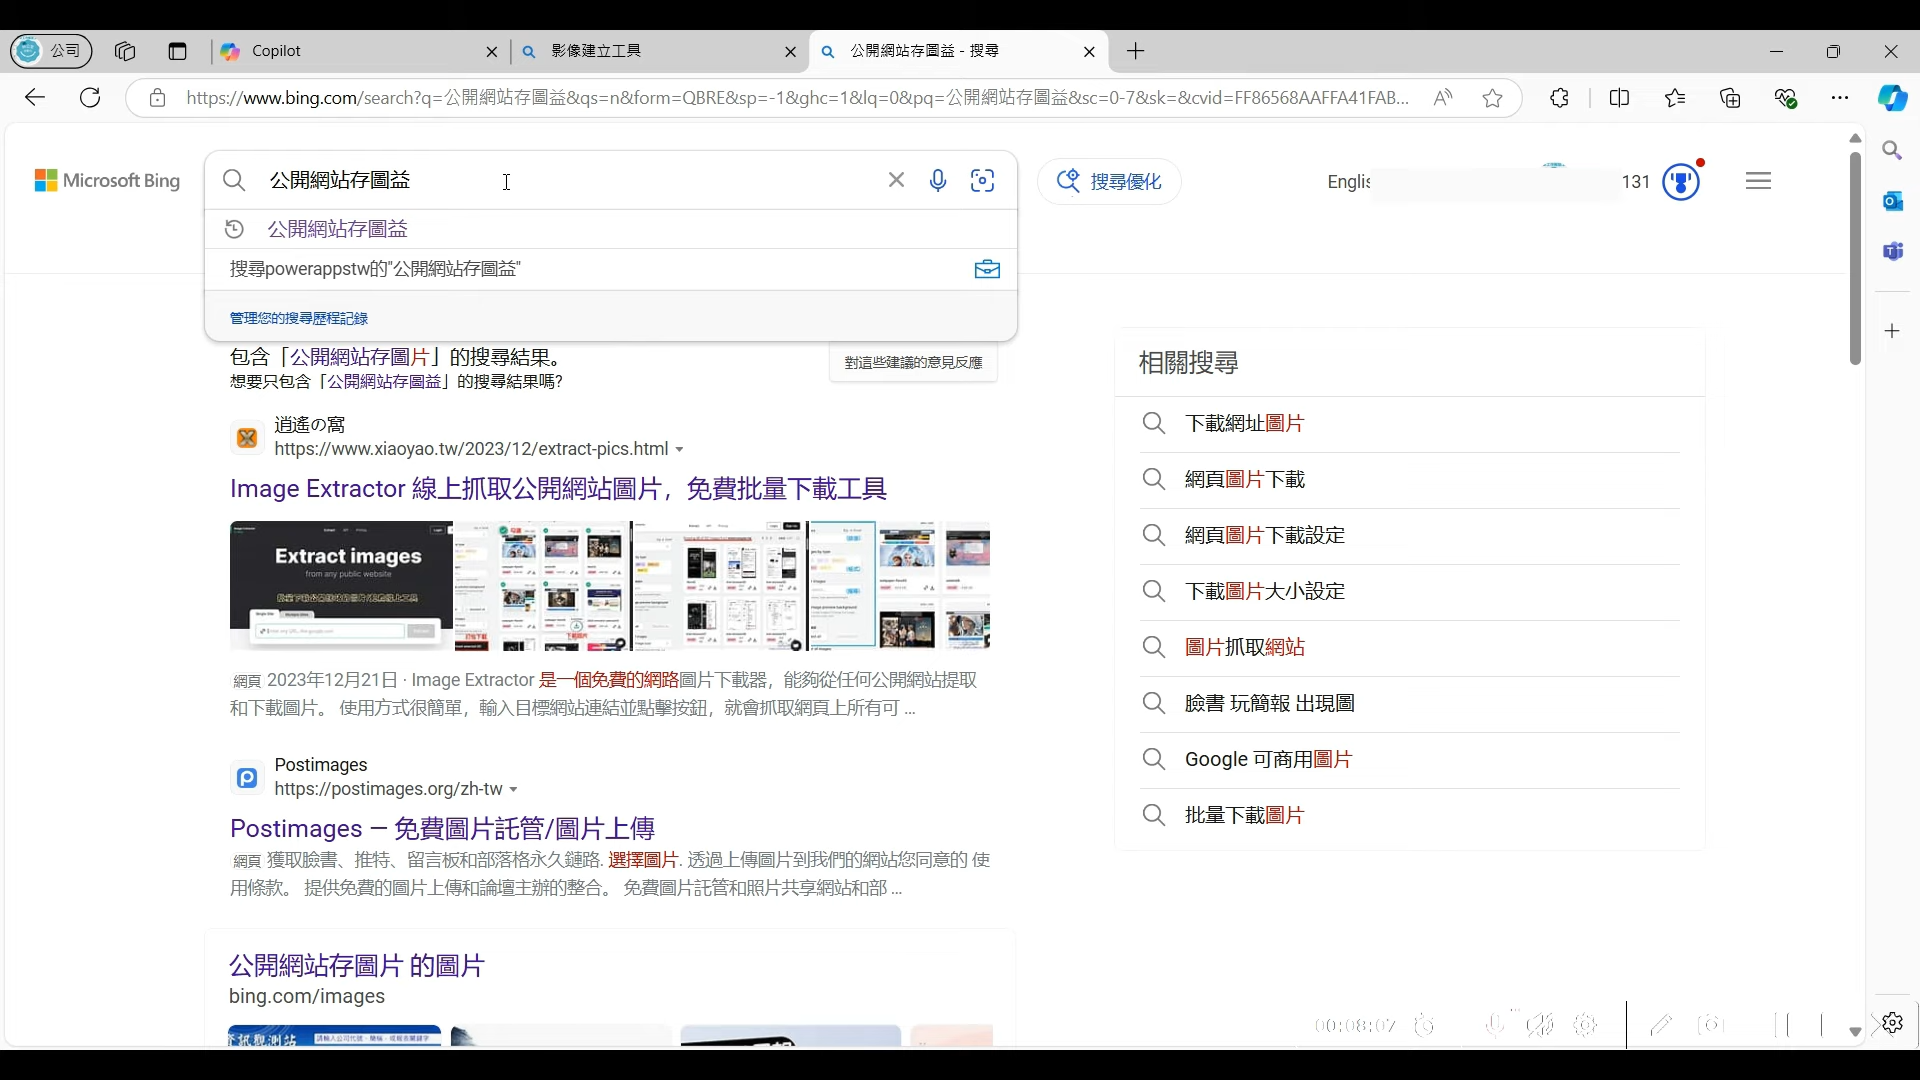 公司
Copilot
影像建立工具
公開網站存圖益 - 搜尋
https://www.bing.com/search?q=公開網站存圖益&qs=n&form=QBRE&sp=-1&ghc=1&lq=0&pq=公開網站存圖益&sc=0-7&sk=&cvid=FF86568AAFFA41FAB...
Microsoft Bing
公開網站存圖益
搜尋優化
Englis
131
公開網站存圖益
搜尋powerappstw的"公開網站存圖益"
管理您的搜尋歷程記錄
包含「公開網站存圖片」的搜尋結果。
想要只包含「公開網站存圖益」的搜尋結果嗎?
對這些建議的意見反應
逍遙の窩
https://www.xiaoyao.tw/2023/12/extract-pics.html
Image Extractor 線上抓取公開網站圖片，免費批量下載工具
Extract images
from any public website
網頁 2023年12月21日 · Image Extractor 是一個免費的網路圖片下載器，能夠從任何公開網站提取
和下載圖片。 使用方式很簡單，輸入目標網站連結並點擊按鈕，就會抓取網頁上所有可 ...
Postimages
https://postimages.org/zh-tw
Postimages — 免費圖片託管/圖片上傳
網頁 獲取臉書、推特、留言板和部落格永久鏈路. 選擇圖片. 透過上傳圖片到我們的網站您同意的 使
用條款。 提供免費的圖片上傳和論壇主辦的整合。 免費圖片託管和照片共享網站和部 ...
公開網站存圖片 的圖片
bing.com/images
相關搜尋
下載網址圖片
網頁圖片下載
網頁圖片下載設定
下載圖片大小設定
圖片抓取網站
臉書 玩簡報 出現圖
Google 可商用圖片
批量下載圖片
00:08:07